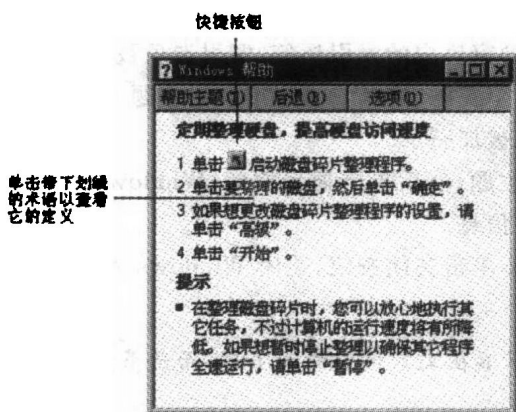 快捷按钮
Windows 帮助
帮助主题(T) 后退(B) 选项(O)
定期整理硬盘，提高硬盘访问速度
1 单击 启动磁盘碎片整理程序。
2 单击要整理的磁盘，然后单击“确定”。
3 如果想更改磁盘碎片整理程序的设置，请
单击“高级”。
4 单击“开始”。
提示
■ 在整理磁盘碎片时，您可以放心地执行其
它任务，不过计算机的运行速度将有所降
低。如果想暂时停止整理以确保其它程序
全速运行，请单击“暂停”。
单击带下划线
的术语以查看
它的定义